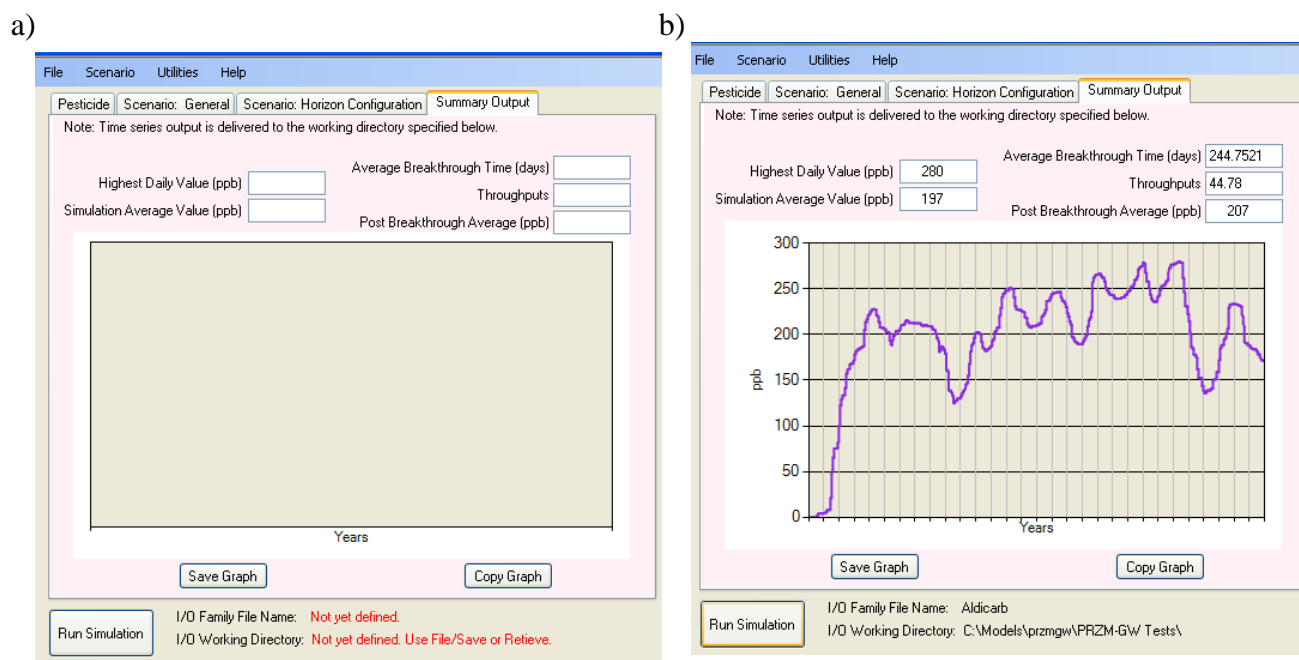 a)
File Scenario Utilities Help
Pesticide Scenario: General Scenario: Horizon Configuration Summary Output
Note: Time series output is delivered to the working directory specified below.
Average Breakthrough Time (days)
Highest Daily Value (ppb)
Throughputs
Simulation Average Value (ppb)
Post Breakthrough Average (ppb)
Years
Save Graph Copy Graph
Run Simulation
I/O Family File Name: Not yet defined.
I/O Working Directory: Not yet defined. Use File/Save or Retieve.
b)
File Scenario Utilities Help
Pesticide Scenario: General Scenario: Horizon Configuration Summary Output
Note: Time series output is delivered to the working directory specified below.
Average Breakthrough Time (days) 244.7521
Highest Daily Value (ppb) 280
Throughputs 44.78
Simulation Average Value (ppb) 197
Post Breakthrough Average (ppb) 207
300
250
200
150
100
50
0
ppb
Years
Save Graph Copy Graph
Run Simulation
I/O Family File Name: Aldicarb
I/O Working Directory: C:\Models\przmgw\PRZM-GW Tests\